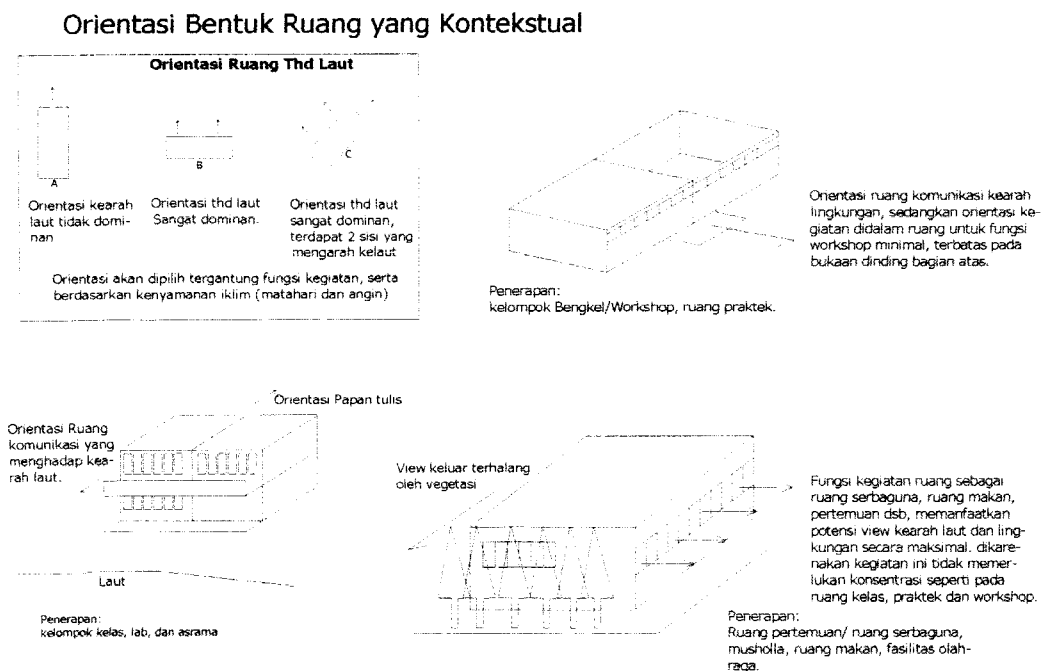 Orientasi Bentuk Ruang yang Kontekstual
Orientasi Ruang Thd Laut
A
B
C
Orientasi kearah
laut tidak domi-
nan
Orientasi thd laut
Sangat dominan.
Orientasi thd laut
sangat dominan,
terdapat 2 sisi yang
mengarah kelaut
Orientasi akan dipilih tergantung fungsi kegiatan, serta
berdasarkan kenyamanan iklim (matahari dan angin)
Orientasi ruang komunikasi kearah
lingkungan, sedangkan orientasi ke-
giatan didalam ruang untuk fungsi
workshop minimal, terbatas pada
bukaan dinding bagian atas.
Penerapan:
kelompok Bengkel/Workshop, ruang praktek.
Orientasi Papan tulis
Orientasi Ruang
komunikasi yang
menghadap kea-
rah laut.
Laut
Penerapan:
kelompok kelas, lab, dan asrama
View keluar terhalang
oleh vegetasi
Fungsi kegiatan ruang sebagai
ruang serbaguna, ruang makan,
pertemuan dsb, memanfaatkan
potensi view kearah laut dan ling-
kungan secara maksimal. dikare-
nakan kegiatan ini tidak memer-
lukan konsentrasi seperti pada
ruang kelas, praktek dan workshop.
Penerapan:
Ruang pertemuan/ ruang serbaguna,
musholla, ruang makan, fasilitas olah-
raga.